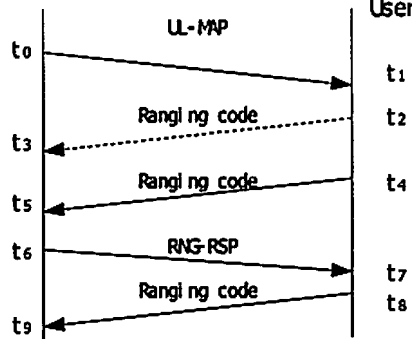 User
UL-MAP
t0
t1
Ranging code
t2
t3
Ranging code
t4
t5
t6
RNG-RSP
t7
Ranging code
t8
t9